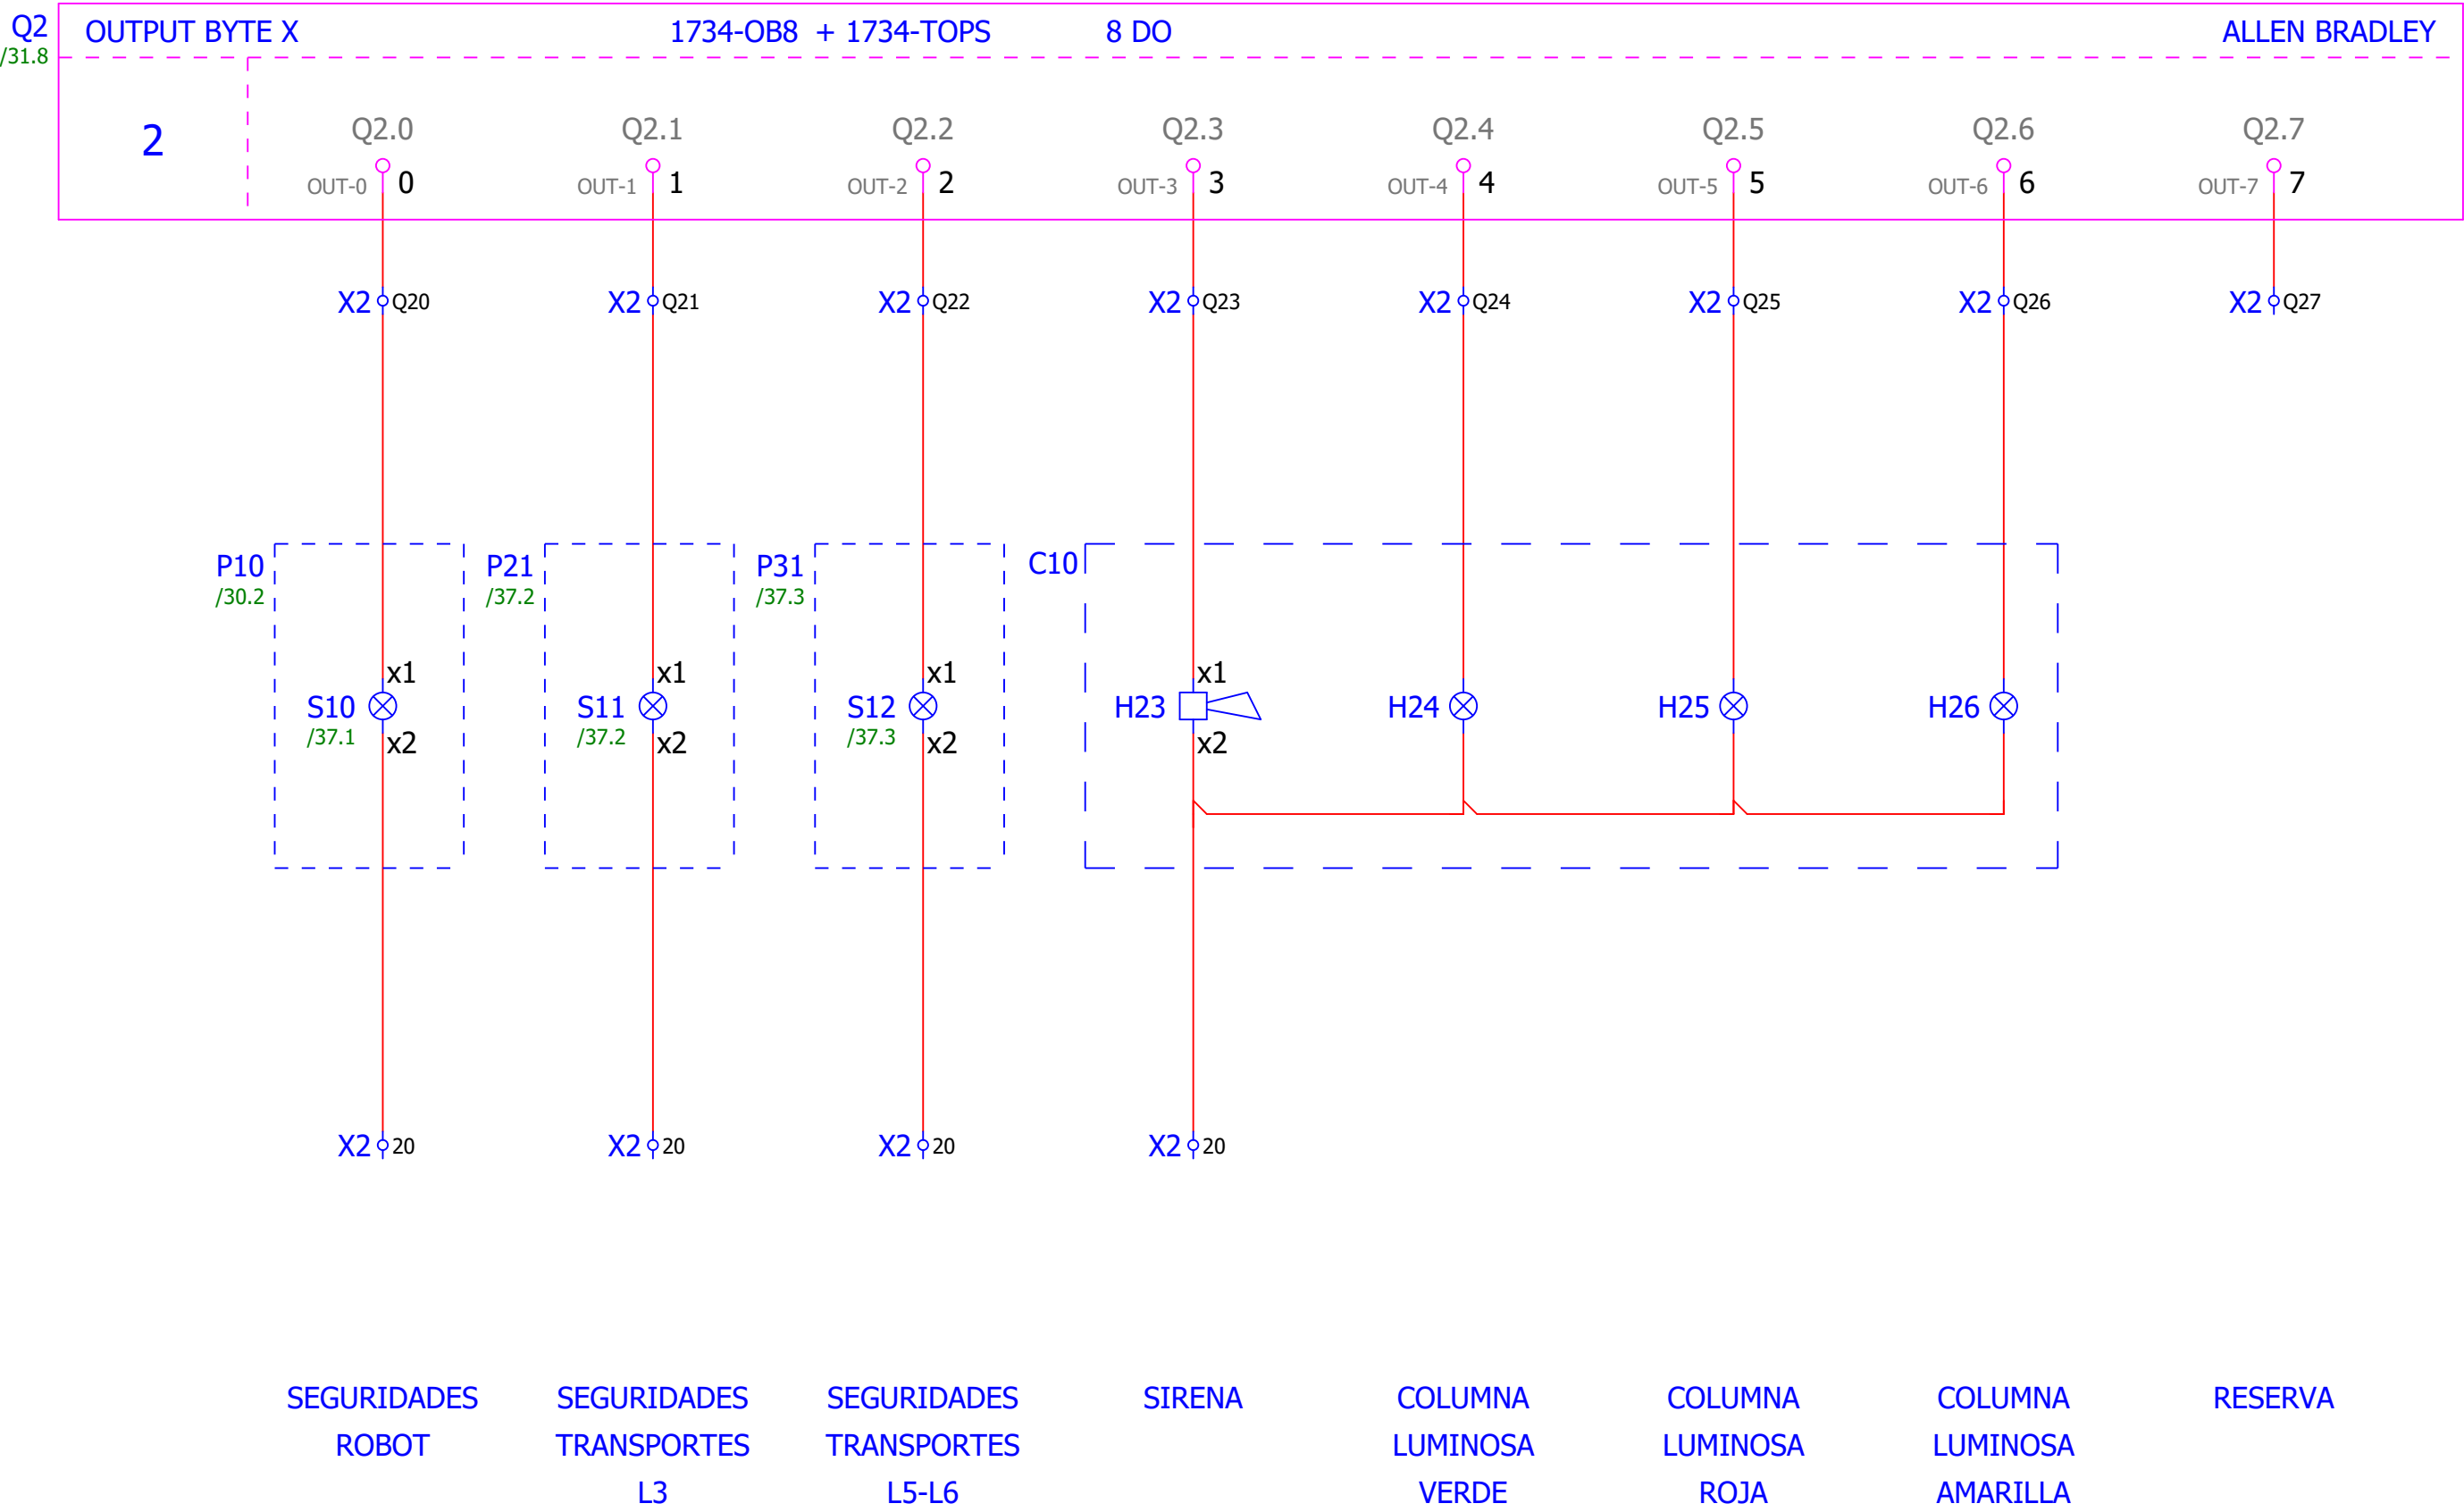 Q2 OUTPUT BYTE X 1734-OB8 + 1734-TOPS 8 DO ALLEN BRADLEY
/31.8
2 Q2.0 Q2.1 Q2.2 Q2.3 Q2.4 Q2.5 Q2.6 Q2.7
OUT-0 0 OUT-1 1 OUT-2 2 OUT-3 3 OUT-4 4 OUT-5 5 OUT-6 6 OUT-7 7
X2 Q20 X2 Q21 X2 Q22 X2 Q23 X2 Q24 X2 Q25 X2 Q26 X2 Q27
P10 P21 P31 C10
/30.2 /37.2 /37.3
x1 x1 x1 x1
S10 S11 S12 H23 H24 H25 H26
/37.1 /37.2 /37.3
x2 x2 x2 x2
X2 20 X2 20 X2 20 X2 20
SEGURIDADES SEGURIDADES SEGURIDADES SIRENA COLUMNA COLUMNA COLUMNA RESERVA
ROBOT TRANSPORTES TRANSPORTES LUMINOSA LUMINOSA LUMINOSA
L3 L5-L6 VERDE ROJA AMARILLA